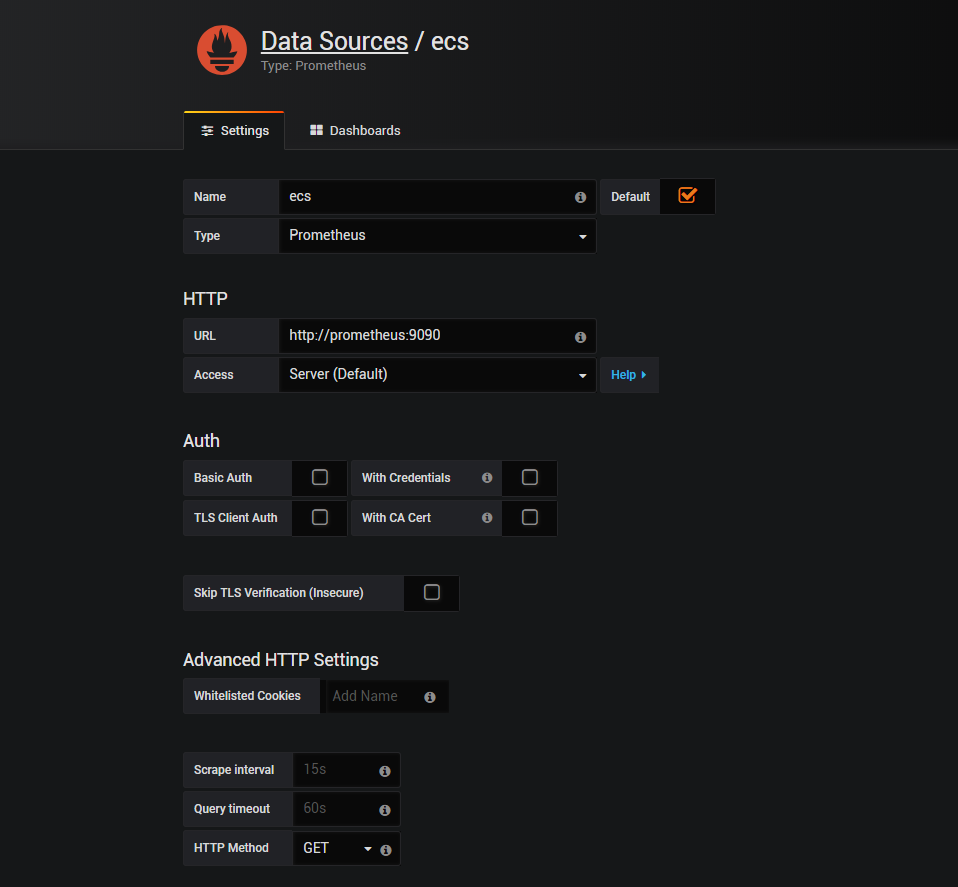 Data Sources / ecs
Type: Prometheus
Settings
Dashboards
Name ecs Default
Type Prometheus
HTTP
URL http://prometheus:9090
Access Server (Default) Help
Auth
Basic Auth With Credentials
TLS Client Auth With CA Cert
Skip TLS Verification (Insecure)
Advanced HTTP Settings
Whitelisted Cookies Add Name
Scrape interval 15s
Query timeout 60s
HTTP Method GET